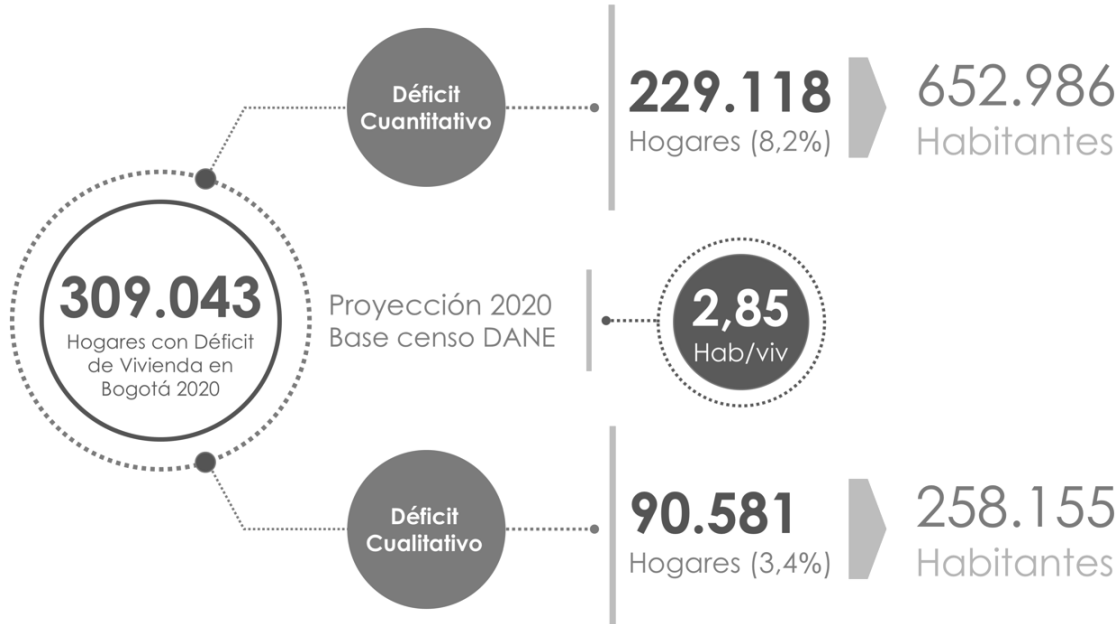 Déficit
Cuantitativo
229.118
Hogares (8,2%)
652.986
Habitantes
309.043
Hogares con Déficit
de Vivienda en
Bogotá 2020
Proyección 2020
Base censo DANE
2,85
Hab/viv
Déficit
Cualitativo
90.581
Hogares (3,4%)
258.155
Habitantes